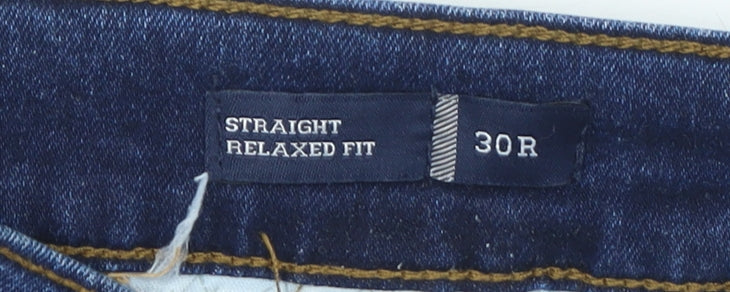 STRAIGHT
RELAXED FIT
30R